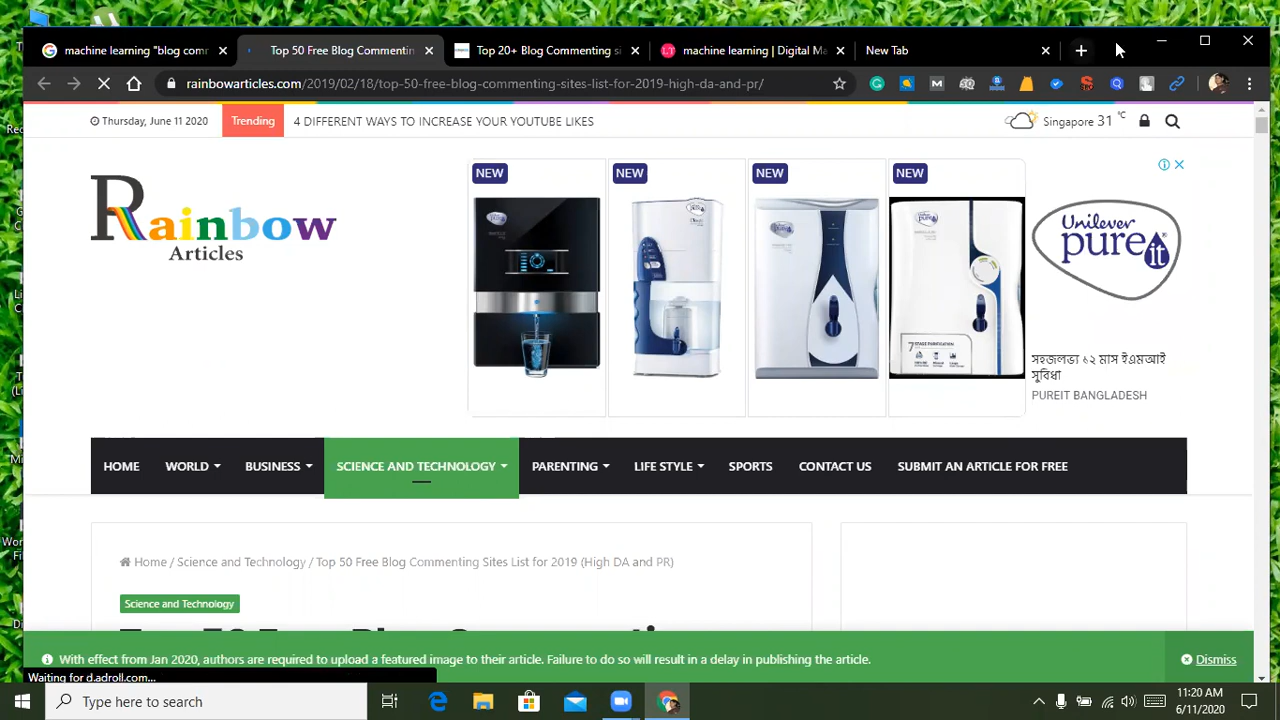 machine learning "blog comr
Top 50 Free Blog Commentin
Top 20+ Blog Commenting si
machine learning | Digital Ma
New Tab
rainbowarticles.com/2019/02/18/top-50-free-blog-commenting-sites-list-for-2019-high-da-and-pr/
Thursday, June 11 2020
Trending
4 DIFFERENT WAYS TO INCREASE YOUR YOUTUBE LIKES
Singapore 31 °C
Rainbow
Articles
NEW
NEW
NEW
NEW
Unilever
pureit
সহজলভ্য ১২ মাস ইএমআই
সুবিধা
PUREIT BANGLADESH
HOME
WORLD
BUSINESS
SCIENCE AND TECHNOLOGY
PARENTING
LIFE STYLE
SPORTS
CONTACT US
SUBMIT AN ARTICLE FOR FREE
Home / Science and Technology / Top 50 Free Blog Commenting Sites List for 2019 (High DA and PR)
Science and Technology
With effect from Jan 2020, authors are required to upload a featured image to their article. Failure to do so will result in a delay in publishing the article.
Dismiss
Waiting for d.adroll.com...
Type here to search
11:20 AM
6/11/2020